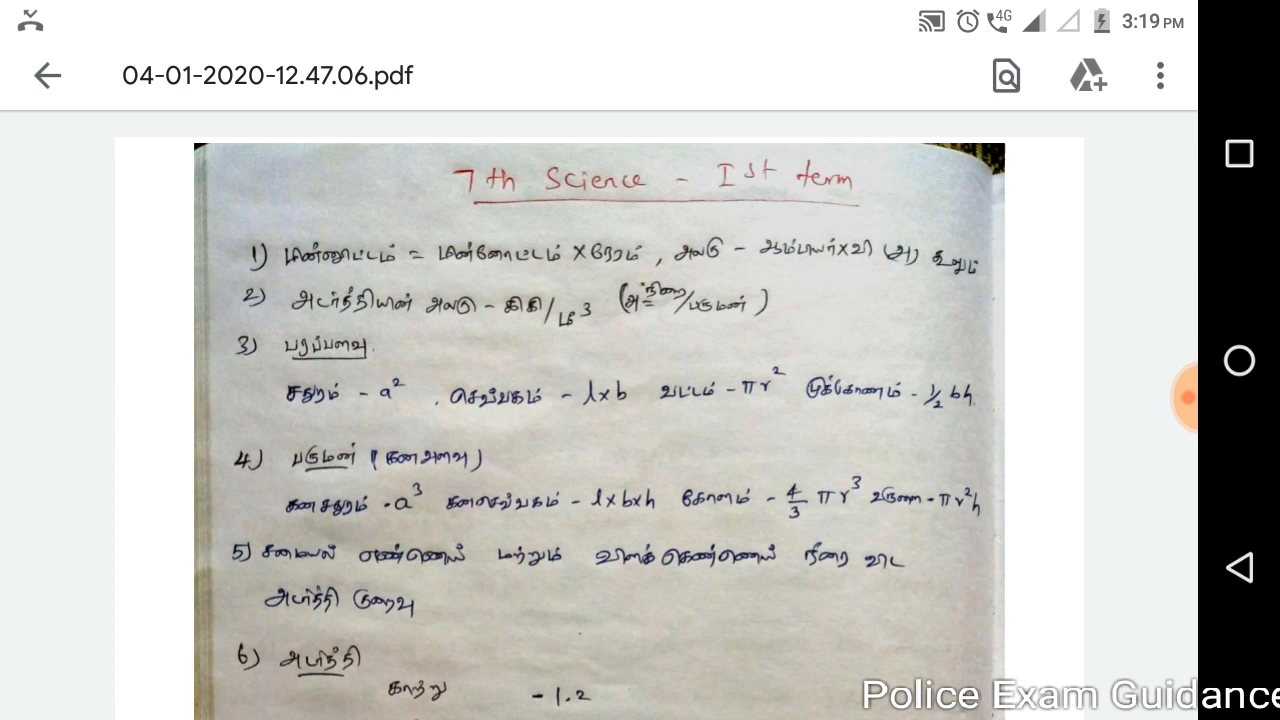 4G 3:19 PM
04-01-2020-12.47.06.pdf
7th Science - Ist term
1) மின்னூட்டம் = மின்னோட்டம் × நேரம் , அலகு - ஆம்பியர்×வி (அ) கூலும்
2) அடர்த்தியின் அலகு - கிகி/மீ3 (அ = நிறை/பருமன்)
3) பரப்பளவு.
சதுரம் - a² . செவ்வகம் - l×b வட்டம் - πr² முக்கோணம் - 1/2 bh.
4) பருமன் (கனஅளவு)
கனசதுரம் - a³ கனசெவ்வகம் - l×b×h கோளம் - 4/3 πr³ உருளை - πr²h
5) சமையல் எண்ணெய் மற்றும் விளக்கெண்ணெய் நீரை விட
அடர்த்தி குறைவு
6) அடர்த்தி
காற்று - 1.2
Police Exam Guidance